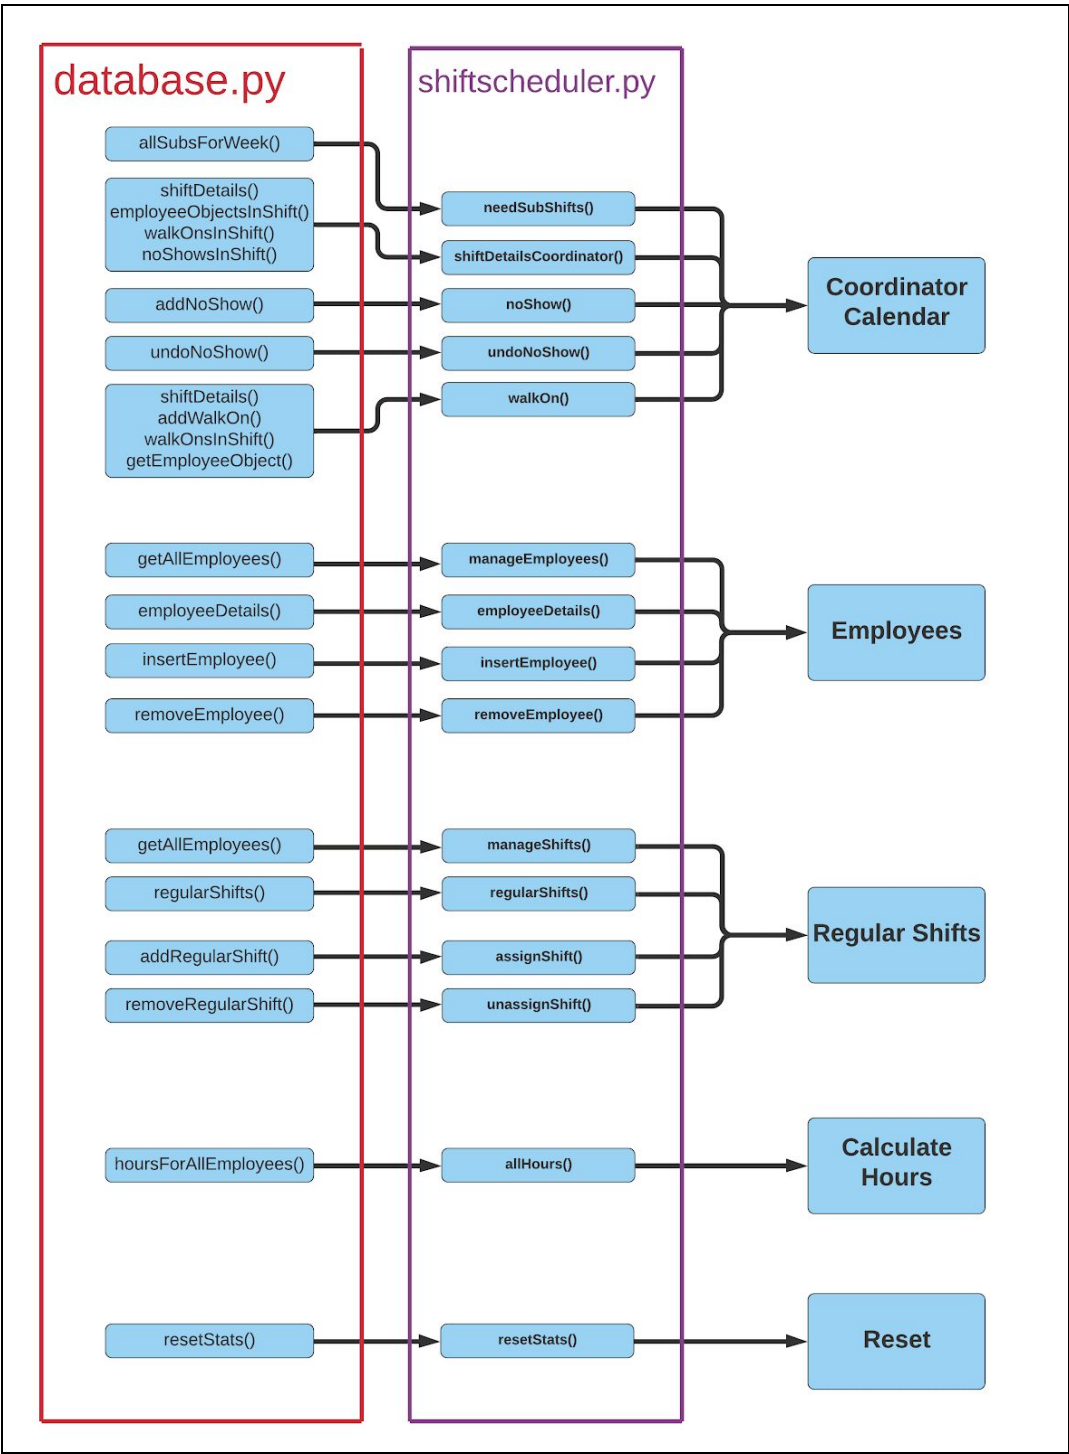 database.py
shiftscheduler.py
allSubsForWeek()
needSubShifts()
shiftDetails()
employeeObjectsInShift()
walkOnsInShift()
noShowsInShift()
shiftDetailsCoordinator()
addNoShow()
noShow()
undoNoShow()
undoNoShow()
shiftDetails()
addWalkOn()
walkOnsInShift()
getEmployeeObject()
walkOn()
Coordinator
Calendar
getAllEmployees()
manageEmployees()
employeeDetails()
employeeDetails()
insertEmployee()
insertEmployee()
removeEmployee()
removeEmployee()
Employees
getAllEmployees()
manageShifts()
regularShifts()
regularShifts()
addRegularShift()
assignShift()
removeRegularShift()
unassignShift()
Regular Shifts
hoursForAllEmployees()
allHours()
Calculate
Hours
resetStats()
resetStats()
Reset